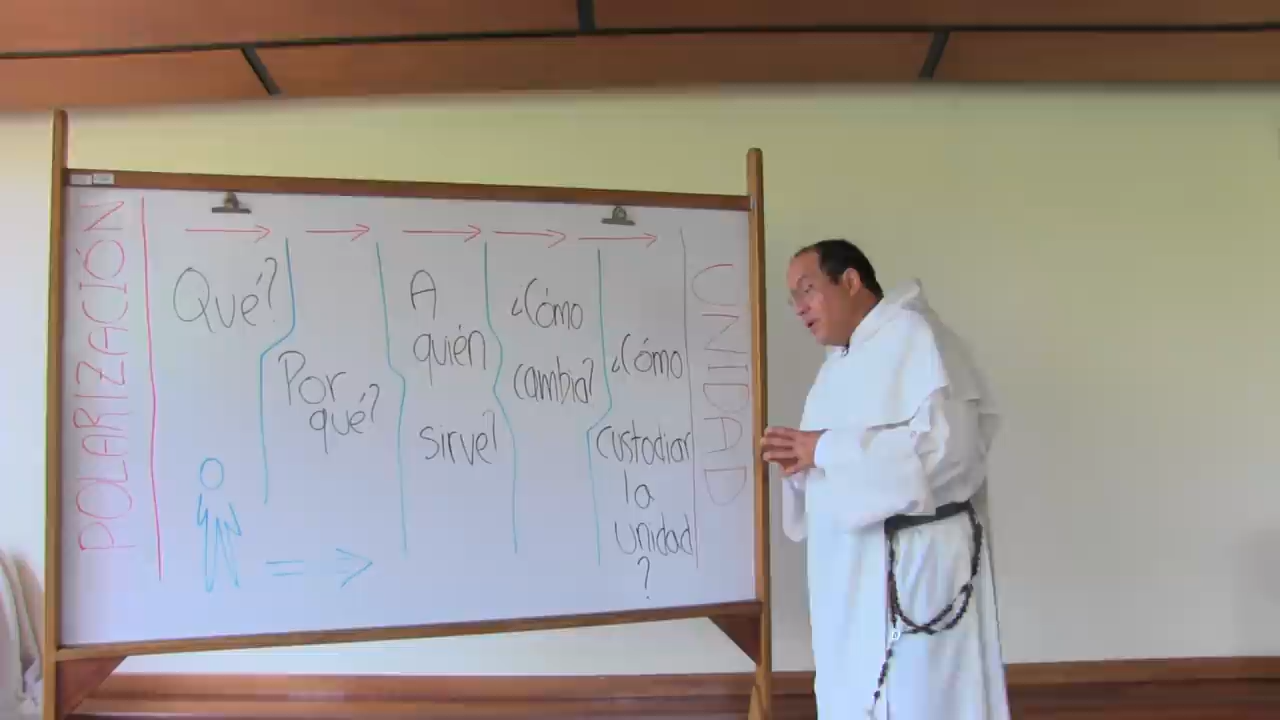 POLARIZACIÓN
Qué?
Por
qué?
A
quién
sirve?
¿Cómo
cambia?
¿Cómo
custodiar
la
unidad
?
UNIDAD